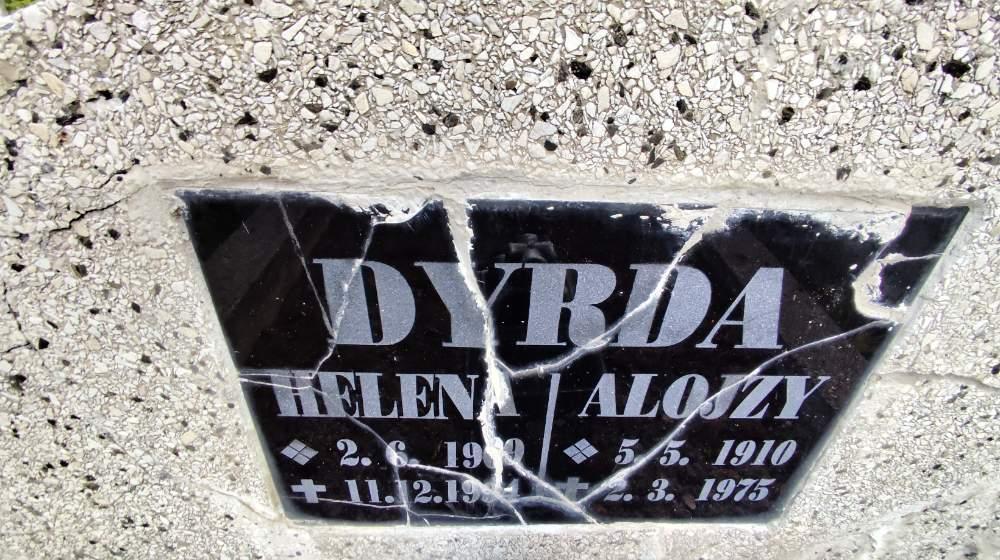 DYRDA
HELENA ALOJZY
2. 6. 5. 5. 1910
11.12. 2. 3. 1975